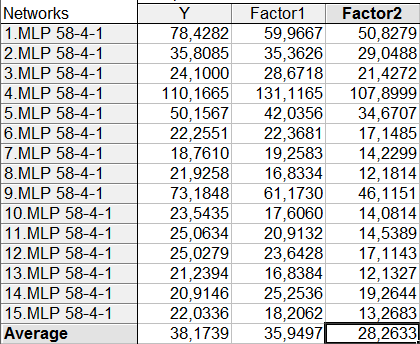 Networks Y Factor1 Factor2
1.MLP 58-4-1 78,4282 59,9667 50,8279
2.MLP 58-4-1 35,8085 35,3626 29,0488
3.MLP 58-4-1 24,1000 28,6718 21,4272
4.MLP 58-4-1 110,1665 131,1165 107,8999
5.MLP 58-4-1 50,1567 42,0356 34,6707
6.MLP 58-4-1 22,2551 22,3681 17,1485
7.MLP 58-4-1 18,7610 19,2583 14,2299
8.MLP 58-4-1 21,9258 16,8334 12,1814
9.MLP 58-4-1 73,1848 61,1730 46,1151
10.MLP 58-4-1 23,5435 17,6060 14,0814
11.MLP 58-4-1 25,0634 20,9132 14,5389
12.MLP 58-4-1 25,0279 23,6428 17,1143
13.MLP 58-4-1 21,2394 16,8384 12,1327
14.MLP 58-4-1 20,9146 25,2536 19,2644
15.MLP 58-4-1 22,0336 18,2062 13,2683
Average 38,1739 35,9497 28,2633